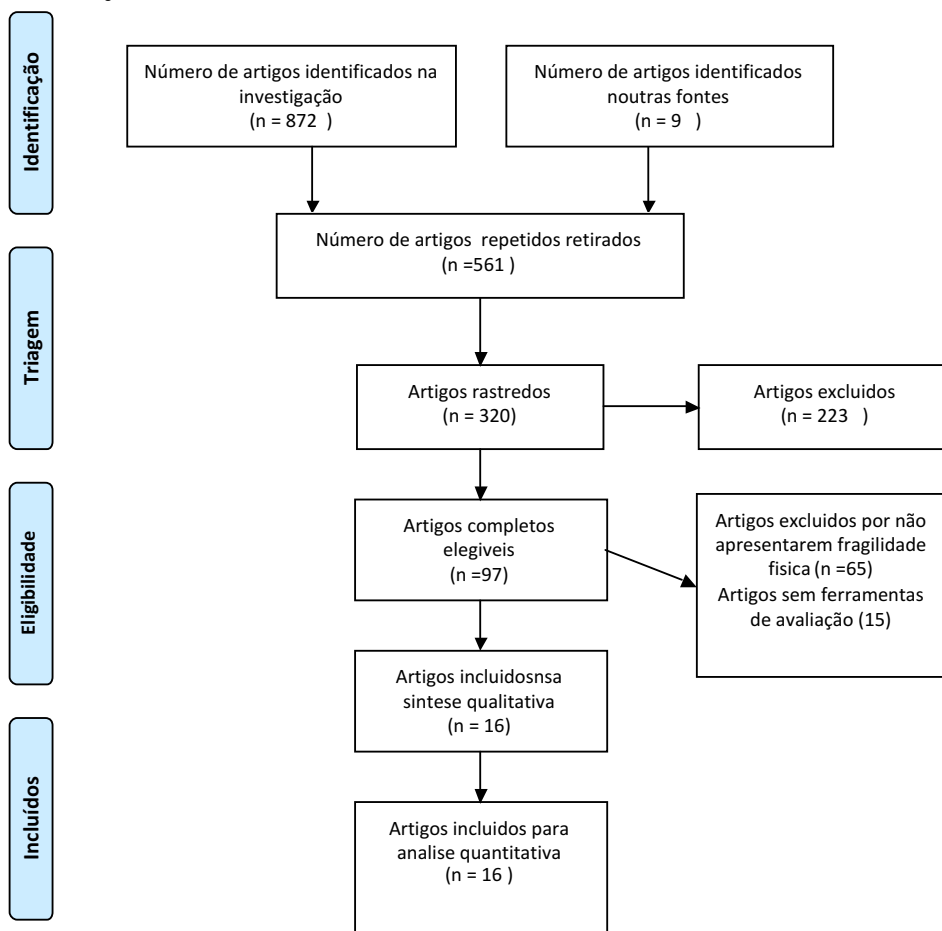 Identificação
Número de artigos identificados na
investigação
(n = 872 )
Número de artigos identificados
noutras fontes
(n = 9 )
Número de artigos repetidos retirados
(n =561 )
Triagem
Artigos rastredos
(n = 320)
Artigos excluidos
(n = 223 )
Eligibilidade
Artigos completos
elegiveis
(n =97)
Artigos excluidos por não
apresentarem fragilidade
fisica (n =65)
Artigos sem ferramentas
de avaliação (15)
Artigos incluidosnsa
sintese qualitativa
(n = 16)
Incluídos
Artigos incluidos para
analise quantitativa
(n = 16 )